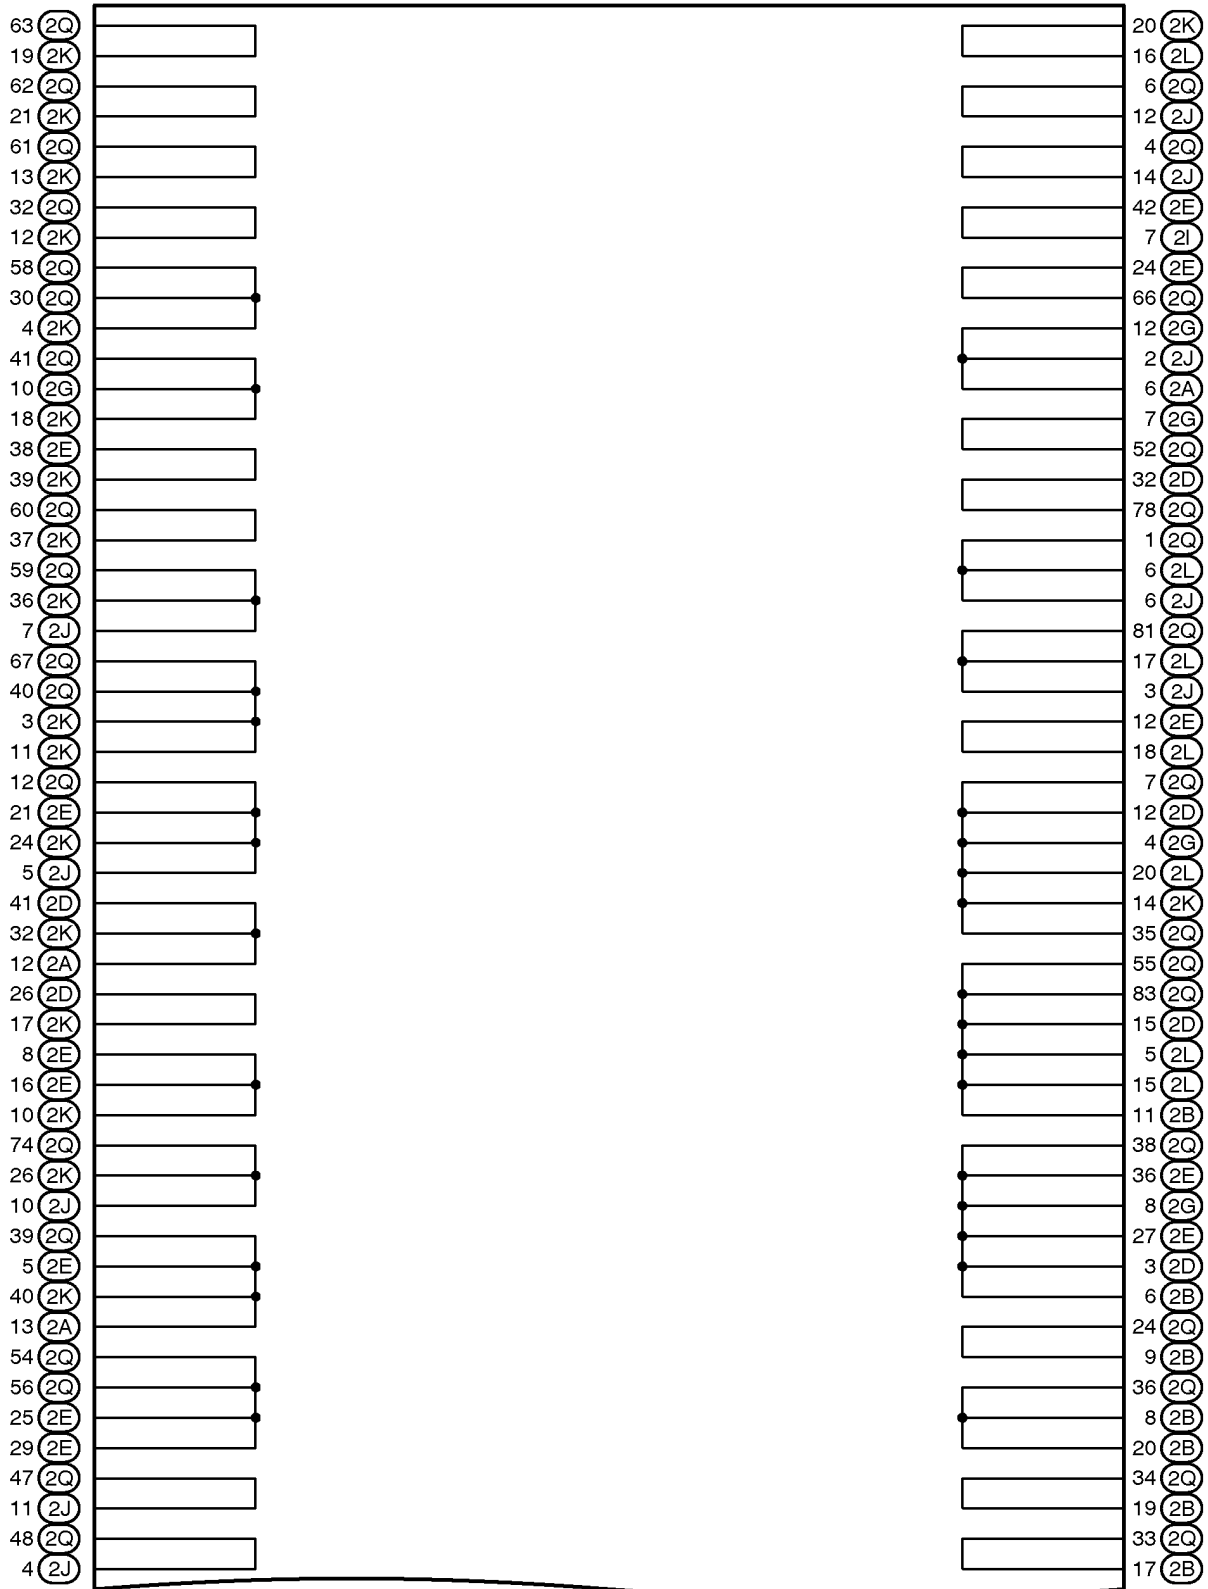 63 2Q
19 2K
62 2Q
21 2K
61 2Q
13 2K
32 2Q
12 2K
58 2Q
30 2Q
4 2K
41 2Q
10 2G
18 2K
38 2E
39 2K
60 2Q
37 2K
59 2Q
36 2K
7 2J
67 2Q
40 2Q
3 2K
11 2K
12 2Q
21 2E
24 2K
5 2J
41 2D
32 2K
12 2A
26 2D
17 2K
8 2E
16 2E
10 2K
74 2Q
26 2K
10 2J
39 2Q
5 2E
40 2K
13 2A
54 2Q
56 2Q
25 2E
29 2E
47 2Q
11 2J
48 2Q
4 2J
20 2K
16 2L
6 2Q
12 2J
4 2Q
14 2J
42 2E
7 2I
24 2E
66 2Q
12 2G
2 2J
6 2A
7 2G
52 2Q
32 2D
78 2Q
1 2Q
6 2L
6 2J
81 2Q
17 2L
3 2J
12 2E
18 2L
7 2Q
12 2D
4 2G
20 2L
14 2K
35 2Q
55 2Q
83 2Q
15 2D
5 2L
15 2L
11 2B
38 2Q
36 2E
8 2G
27 2E
3 2D
6 2B
24 2Q
9 2B
36 2Q
8 2B
20 2B
34 2Q
19 2B
33 2Q
17 2B